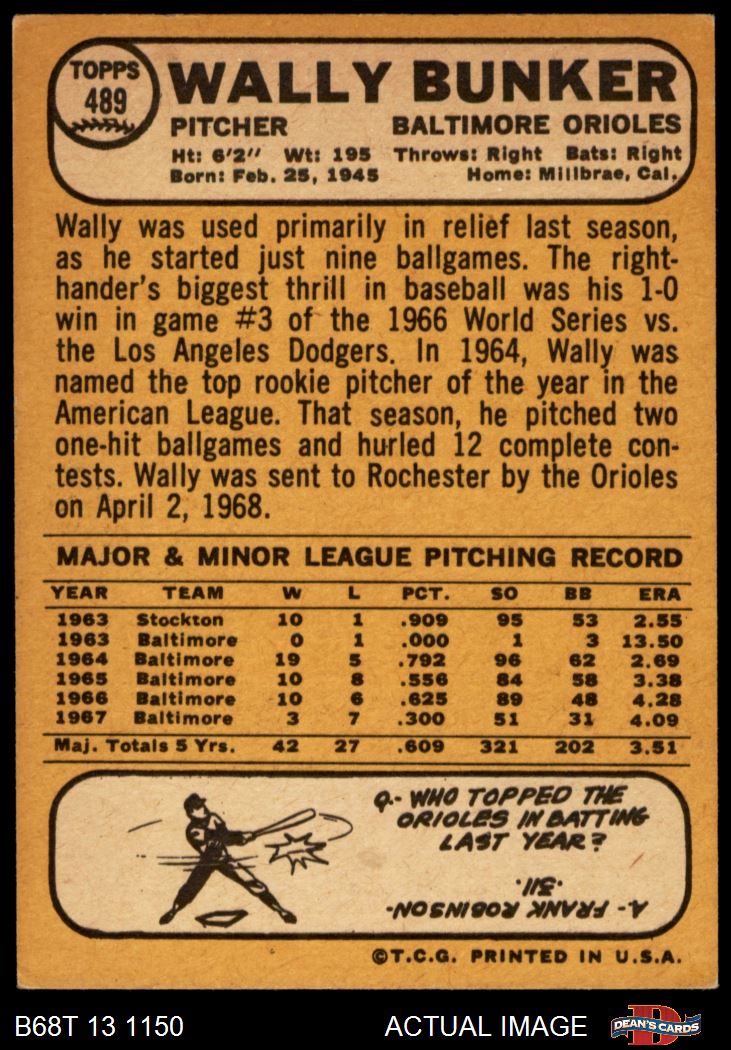 TOPPS
489
WALLY BUNKER
PITCHER BALTIMORE ORIOLES
Ht: 6'2" Wt: 195 Throws: Right Bats: Right
Born: Feb. 25, 1945 Home: Millbrae, Cal.
Wally was used primarily in relief last season,
as he started just nine ballgames. The right-
hander's biggest thrill in baseball was his 1-0
win in game #3 of the 1966 World Series vs.
the Los Angeles Dodgers. In 1964, Wally was
named the top rookie pitcher of the year in the
American League. That season, he pitched two
one-hit ballgames and hurled 12 complete con-
tests. Wally was sent to Rochester by the Orioles
on April 2, 1968.
MAJOR & MINOR LEAGUE PITCHING RECORD
YEAR TEAM W L PCT. SO BB ERA
1963 Stockton 10 1 .909 95 53 2.55
1963 Baltimore 0 1 .000 1 3 13.50
1964 Baltimore 19 5 .792 96 62 2.69
1965 Baltimore 10 8 .556 84 58 3.38
1966 Baltimore 10 6 .625 89 48 4.28
1967 Baltimore 3 7 .300 51 31 4.09
Maj. Totals 5 Yrs. 42 27 .609 321 202 3.51
Q.- WHO TOPPED THE
ORIOLES IN BATTING
LAST YEAR?
A.- FRANK ROBINSON-
.311.
©T.C.G. PRINTED IN U.S.A.
B68T 13 1150 ACTUAL IMAGE
D
DEAN'S CARDS